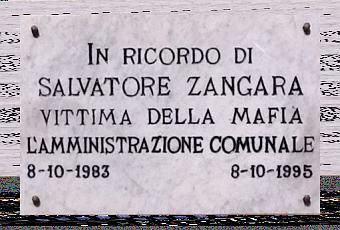 IN RICORDO DI
SALVATORE ZANGARA
VITTIMA DELLA MAFIA
L'AMMINISTRAZIONE COMUNALE
8-10-1983 8-10-1995